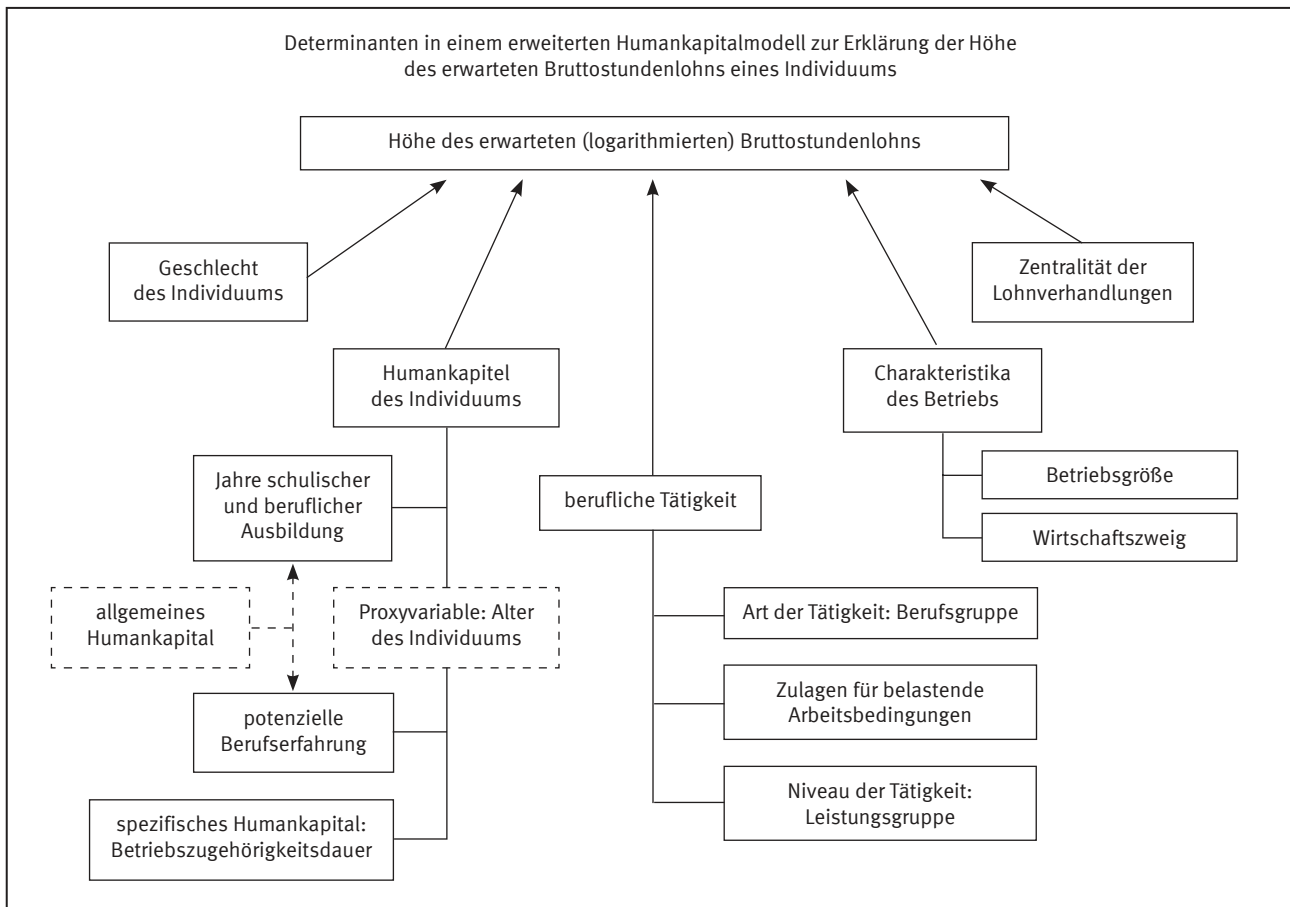 Determinanten in einem erweiterten Humankapitalmodell zur Erklärung der Höhe
des erwarteten Bruttostundenlohns eines Individuums
Höhe des erwarteten (logarithmierten) Bruttostundenlohns
Geschlecht
des Individuums
Zentralität der
Lohnverhandlungen
Humankapitel
des Individuums
Charakteristika
des Betriebs
Jahre schulischer
und beruflicher
Ausbildung
berufliche Tätigkeit
Betriebsgröße
Wirtschaftszweig
allgemeines
Humankapital
Proxyvariable: Alter
des Individuums
Art der Tätigkeit: Berufsgruppe
potenzielle
Berufserfahrung
Zulagen für belastende
Arbeitsbedingungen
spezifisches Humankapital:
Betriebszugehörigkeitsdauer
Niveau der Tätigkeit:
Leistungsgruppe